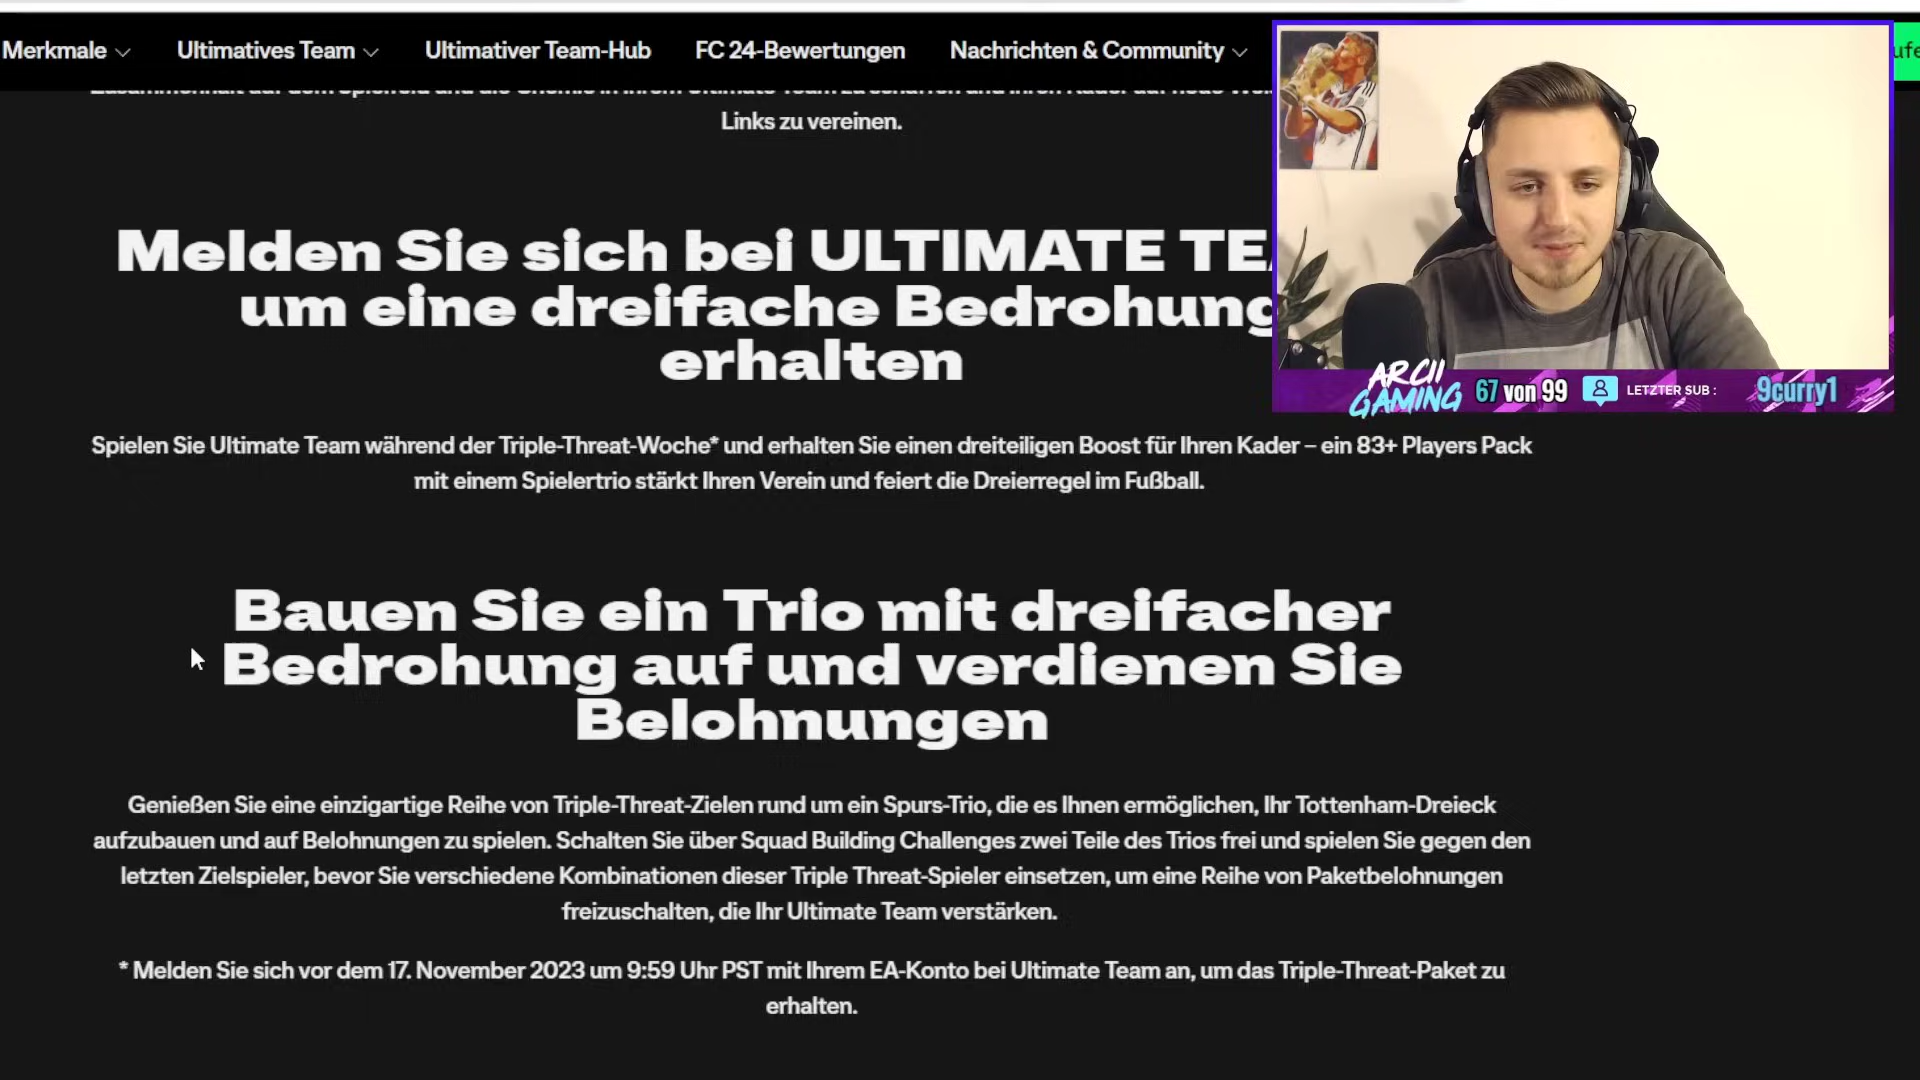 Merkmale
Ultimatives Team
Ultimativer Team-Hub
FC 24-Bewertungen
Nachrichten & Community
Links zu vereinen.
Melden Sie sich bei ULTIMATE
um eine dreifache Bedrohung
erhalten
ARCII
GAMING
67 von 99
LETZTER SUB :
9curry1
Spielen Sie Ultimate Team während der Triple-Threat-Woche* und erhalten Sie einen dreiteiligen Boost für Ihren Kader – ein 83+ Players Pack
mit einem Spielertrio stärkt Ihren Verein und feiert die Dreierregel im Fußball.
Bauen Sie ein Trio mit dreifacher
Bedrohung auf und verdienen Sie
Belohnungen
Genießen Sie eine einzigartige Reihe von Triple-Threat-Zielen rund um ein Spurs-Trio, die es Ihnen ermöglichen, Ihr Tottenham-Dreieck
aufzubauen und auf Belohnungen zu spielen. Schalten Sie über Squad Building Challenges zwei Teile des Trios frei und spielen Sie gegen den
letzten Zielspieler, bevor Sie verschiedene Kombinationen dieser Triple Threat-Spieler einsetzen, um eine Reihe von Paketbelohnungen
freizuschalten, die Ihr Ultimate Team verstärken.
* Melden Sie sich vor dem 17. November 2023 um 9:59 Uhr PST mit Ihrem EA-Konto bei Ultimate Team an, um das Triple-Threat-Paket zu
erhalten.